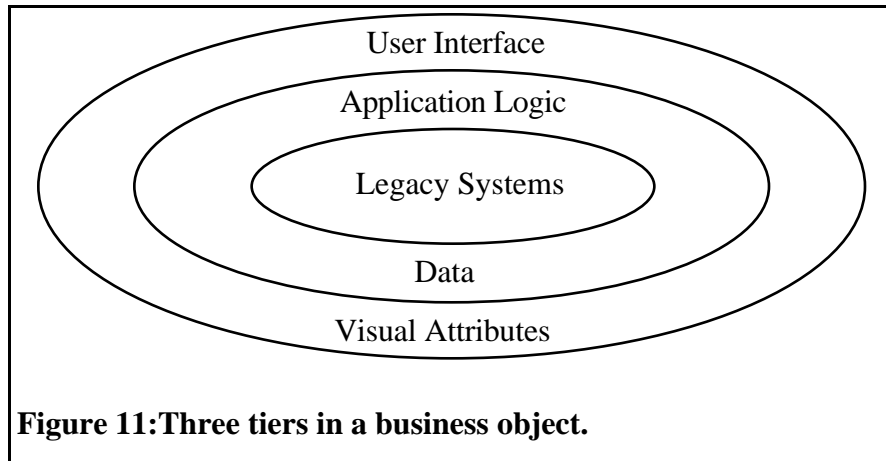 User Interface
Application Logic
Legacy Systems
Data
Visual Attributes
Figure 11:Three tiers in a business object.